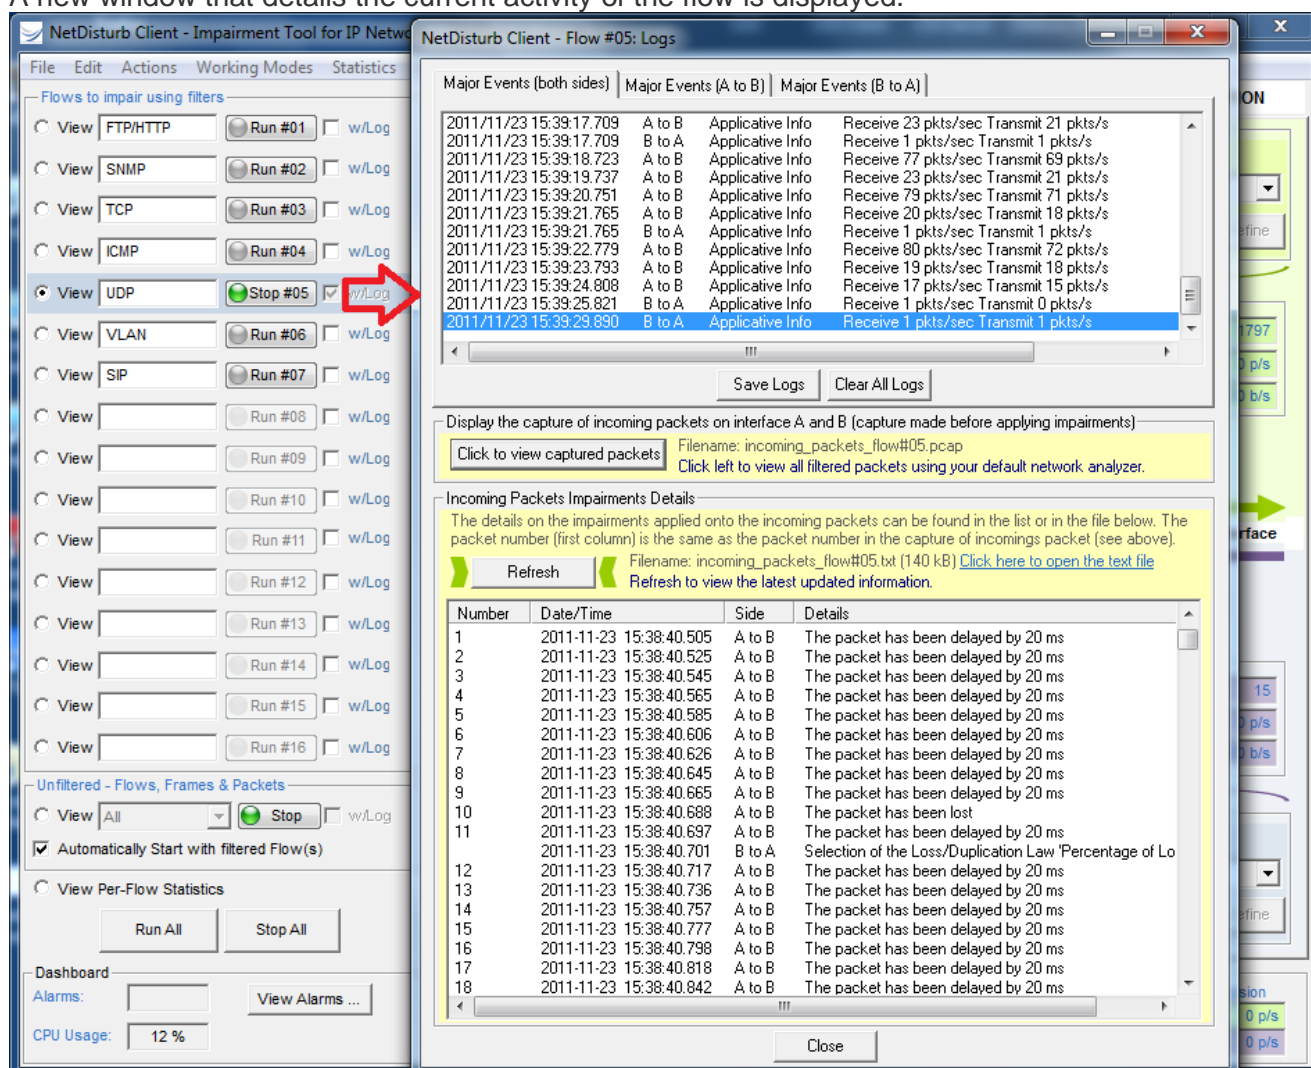 A new window that details the current activity of the flow is displayed.
NetDisturb Client - Impairment Tool for IP Netwo
X
File Edit Actions Working Modes Statistics
Flows to impair using filters
View FTP/HTTP Run #01 w/Log
View SNMP Run #02 w/Log
View TCP Run #03 w/Log
View ICMP Run #04 w/Log
View UDP Stop #05 w/Log
View VLAN Run #06 w/Log
View SIP Run #07 w/Log
View Run #08 w/Log
View Run #09 w/Log
View Run #10 w/Log
View Run #11 w/Log
View Run #12 w/Log
View Run #13 w/Log
View Run #14 w/Log
View Run #15 w/Log
View Run #16 w/Log
Unfiltered - Flows, Frames & Packets
View All Stop w/Log
Automatically Start with filtered Flow(s)
View Per-Flow Statistics
Run All Stop All
Dashboard
Alarms: View Alarms ...
CPU Usage: 12 %
NetDisturb Client - Flow #05: Logs
X
Major Events (both sides) Major Events (A to B) Major Events (B to A)
2011/11/23 15:39:17.709 A to B Applicative Info Receive 23 pkts/sec Transmit 21 pkts/s
2011/11/23 15:39:17.709 B to A Applicative Info Receive 1 pkts/sec Transmit 1 pkts/s
2011/11/23 15:39:18.723 A to B Applicative Info Receive 77 pkts/sec Transmit 69 pkts/s
2011/11/23 15:39:19.737 A to B Applicative Info Receive 23 pkts/sec Transmit 21 pkts/s
2011/11/23 15:39:20.751 A to B Applicative Info Receive 79 pkts/sec Transmit 71 pkts/s
2011/11/23 15:39:21.765 A to B Applicative Info Receive 20 pkts/sec Transmit 18 pkts/s
2011/11/23 15:39:21.765 B to A Applicative Info Receive 1 pkts/sec Transmit 1 pkts/s
2011/11/23 15:39:22.779 A to B Applicative Info Receive 80 pkts/sec Transmit 72 pkts/s
2011/11/23 15:39:23.793 A to B Applicative Info Receive 19 pkts/sec Transmit 18 pkts/s
2011/11/23 15:39:24.808 A to B Applicative Info Receive 17 pkts/sec Transmit 15 pkts/s
2011/11/23 15:39:25.821 B to A Applicative Info Receive 1 pkts/sec Transmit 0 pkts/s
2011/11/23 15:39:29.890 B to A Applicative Info Receive 1 pkts/sec Transmit 1 pkts/s
Save Logs Clear All Logs
Display the capture of incoming packets on interface A and B (capture made before applying impairments)
Click to view captured packets
Filename: incoming_packets_flow#05.pcap
Click left to view all filtered packets using your default network analyzer.
Incoming Packets Impairments Details
The details on the impairments applied onto the incoming packets can be found in the list or in the file below. The
packet number (first column) is the same as the packet number in the capture of incomings packet (see above).
Refresh
Filename: incoming_packets_flow#05.txt (140 kB) Click here to open the text file
Refresh to view the latest updated information.
Number Date/Time Side Details
1 2011-11-23 15:38:40.505 A to B The packet has been delayed by 20 ms
2 2011-11-23 15:38:40.525 A to B The packet has been delayed by 20 ms
3 2011-11-23 15:38:40.545 A to B The packet has been delayed by 20 ms
4 2011-11-23 15:38:40.565 A to B The packet has been delayed by 20 ms
5 2011-11-23 15:38:40.585 A to B The packet has been delayed by 20 ms
6 2011-11-23 15:38:40.606 A to B The packet has been delayed by 20 ms
7 2011-11-23 15:38:40.626 A to B The packet has been delayed by 20 ms
8 2011-11-23 15:38:40.645 A to B The packet has been delayed by 20 ms
9 2011-11-23 15:38:40.665 A to B The packet has been delayed by 20 ms
10 2011-11-23 15:38:40.688 A to B The packet has been lost
11 2011-11-23 15:38:40.697 A to B The packet has been delayed by 20 ms
2011-11-23 15:38:40.701 B to A Selection of the Loss/Duplication Law 'Percentage of Lo
12 2011-11-23 15:38:40.717 A to B The packet has been delayed by 20 ms
13 2011-11-23 15:38:40.736 A to B The packet has been delayed by 20 ms
14 2011-11-23 15:38:40.757 A to B The packet has been delayed by 20 ms
15 2011-11-23 15:38:40.777 A to B The packet has been delayed by 20 ms
16 2011-11-23 15:38:40.798 A to B The packet has been delayed by 20 ms
17 2011-11-23 15:38:40.818 A to B The packet has been delayed by 20 ms
18 2011-11-23 15:38:40.842 A to B The packet has been delayed by 20 ms
Close
ON
efine
1797
0 p/s
0 b/s
rface
15
0 p/s
0 b/s
efine
sion
0 p/s
0 p/s